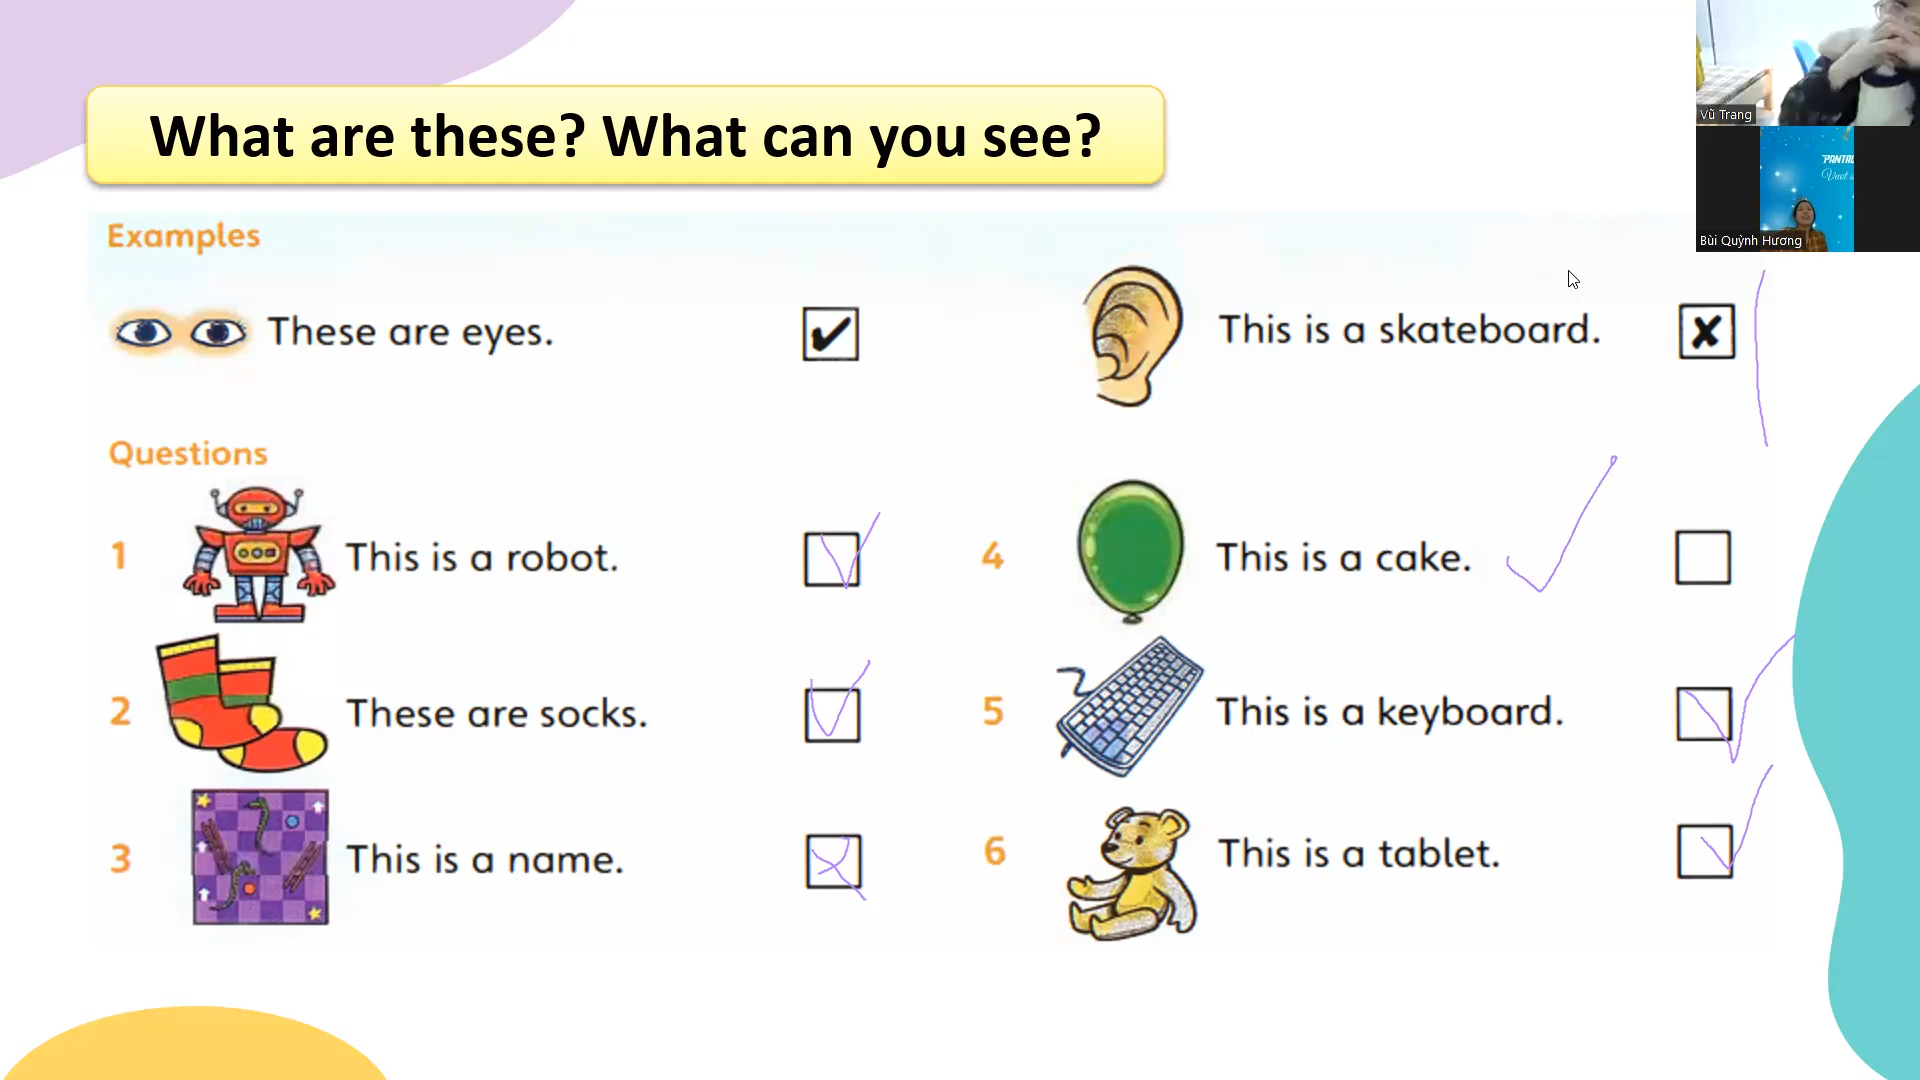 What are these? What can you see?
Vũ Trang
Bùi Quỳnh Hương
Examples
These are eyes.
This is a skateboard.
Questions
1 This is a robot.
4 This is a cake.
2 These are socks.
5 This is a keyboard.
3 This is a name.
6 This is a tablet.